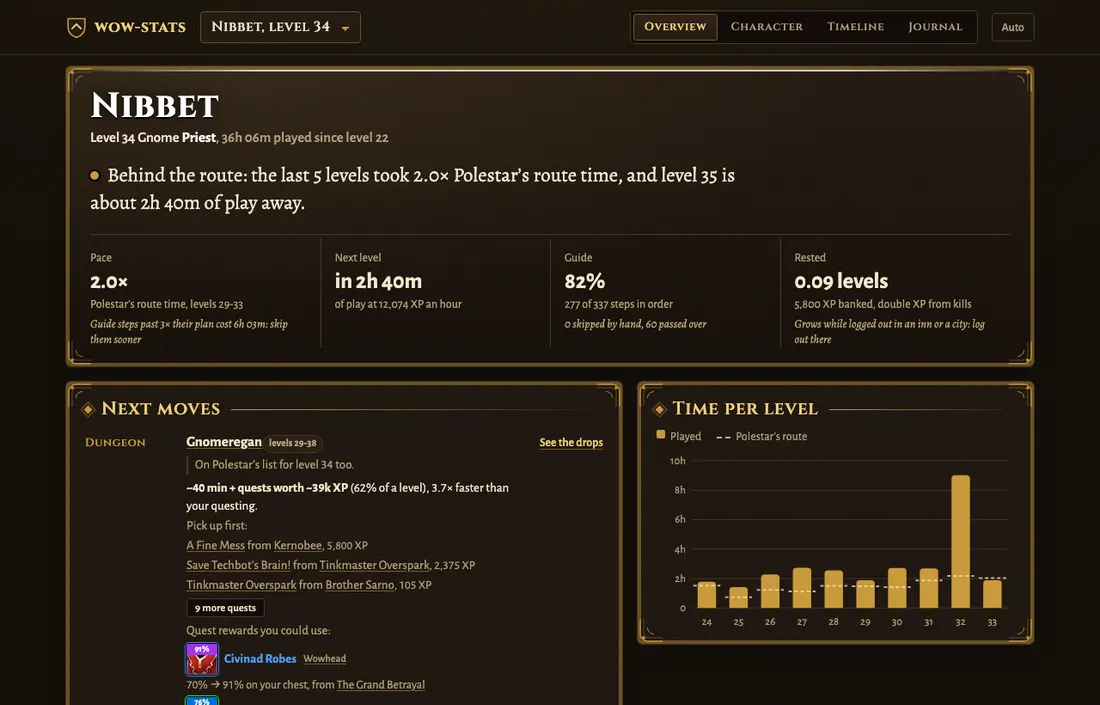 WOW-STATS
NIBBET, LEVEL 34
OVERVIEW
CHARACTER
TIMELINE
JOURNAL
Auto
NIBBET
Level 34 Gnome Priest, 36h 06m played since level 22
Behind the route: the last 5 levels took 2.0× Polestar's route time, and level 35 is
about 2h 40m of play away.
Pace
2.0×
Polestar's route time, levels 29-33
Guide steps past 3× their plan cost 6h 03m: skip
them sooner
Next level
in 2h 40m
of play at 12,074 XP an hour
Guide
82%
277 of 337 steps in order
0 skipped by hand, 60 passed over
Rested
0.09 levels
5,800 XP banked, double XP from kills
Grows while logged out in an inn or a city: log
out there
NEXT MOVES
DUNGEON
Gnomeregan levels 29-38
See the drops
On Polestar's list for level 34 too.
~40 min + quests worth ~39k XP (62% of a level), 3.7× faster than
your questing.
Pick up first:
A Fine Mess from Kernobee, 5,800 XP
Save Techbot's Brain! from Tinkmaster Overspark, 2,375 XP
Tinkmaster Overspark from Brother Sarno, 105 XP
9 more quests
Quest rewards you could use:
91%
Civinad Robes Wowhead
70% → 91% on your chest, from The Grand Betrayal
76%
TIME PER LEVEL
Played
Polestar's route
10h
8h
6h
4h
2h
0
24 25 26 27 28 29 30 31 32 33